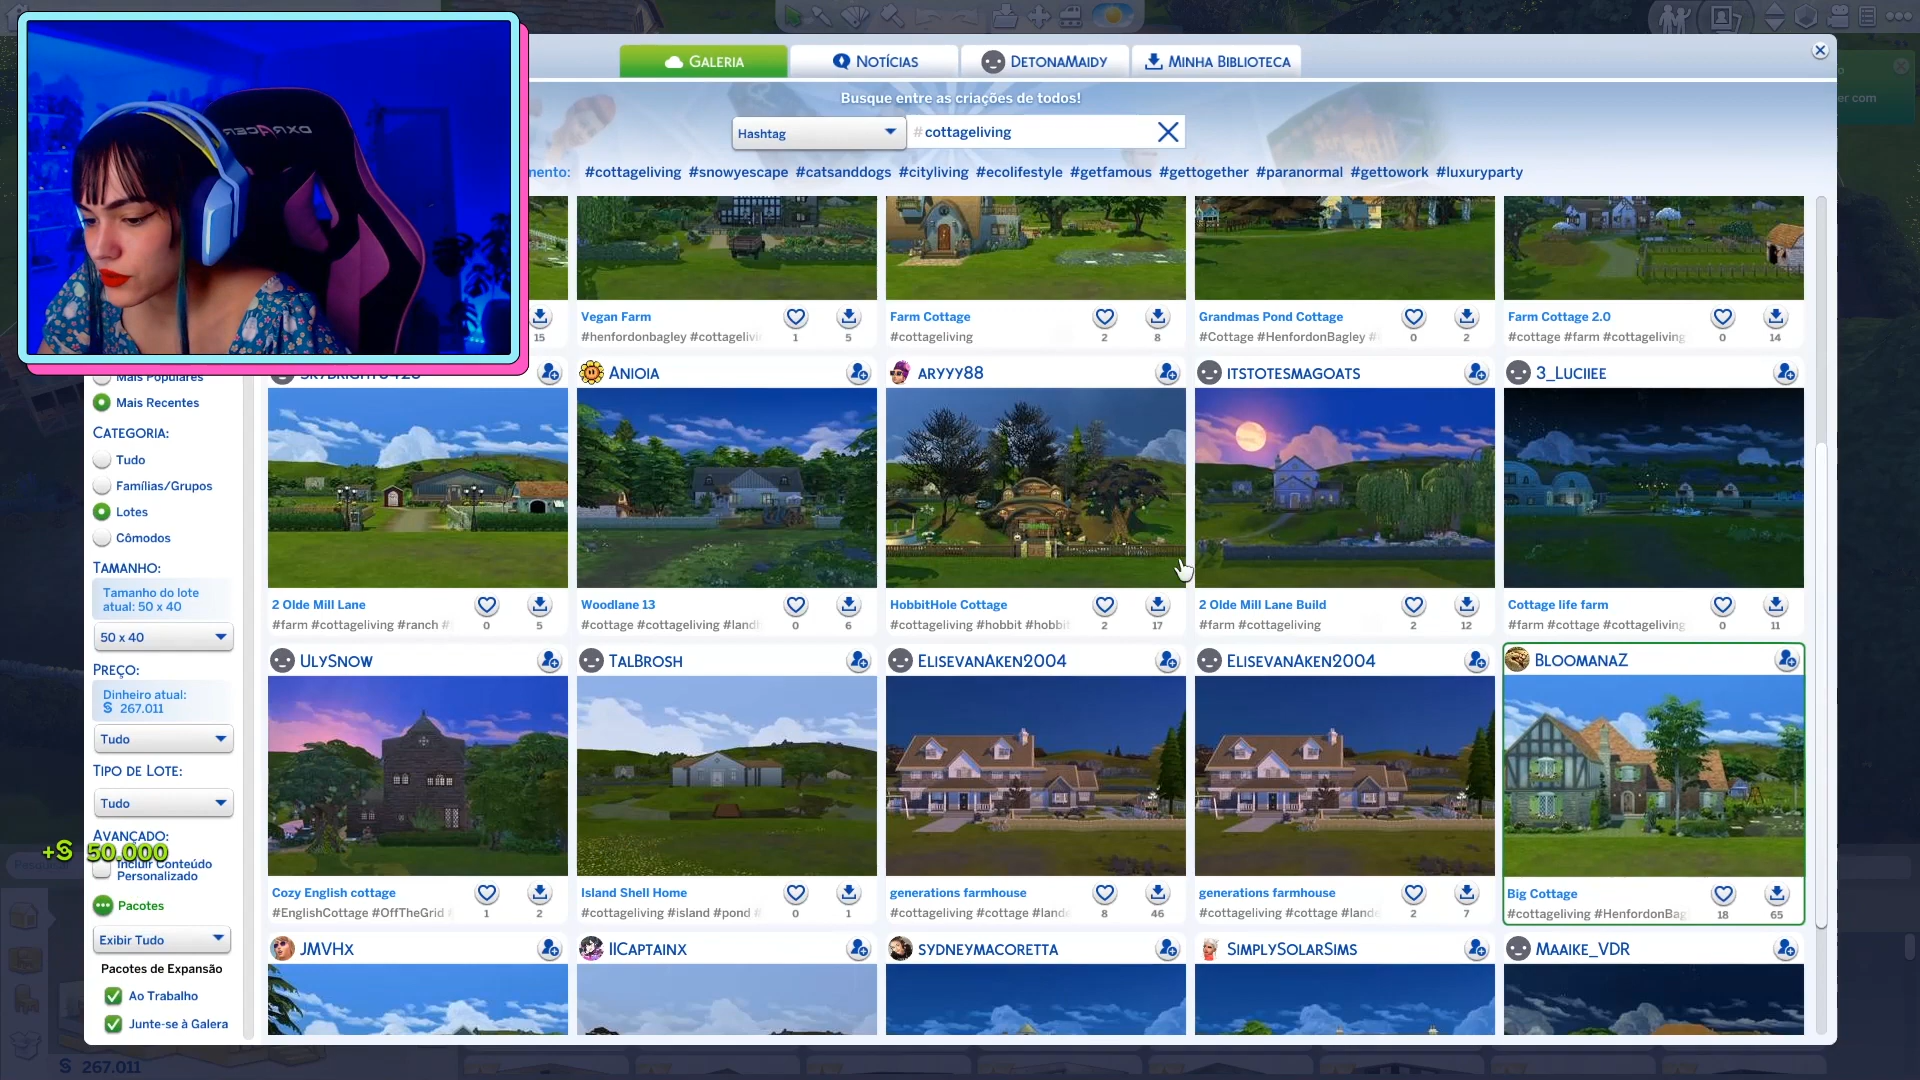 GALERIA
NOTÍCIAS
DETONAMAIDY
MINHA BIBLIOTECA
Busque entre as criações de todos!
Hashtag
# cottageliving
#cottageliving #snowyescape #catsanddogs #cityliving #ecolifestyle #getfamous #gettogether #paranormal #gettowork #luxuryparty
DXRACER
er com
15
Vegan Farm
1
5
#henfordonbagley #cottagelivin
Farm Cottage
2
8
#cottageliving
Grandmas Pond Cottage
0
2
#Cottage #HenfordonBagley #
Farm Cottage 2.0
0
14
#cottage #farm #cottageliving
Mais Populares
Mais Recentes
CATEGORIA:
Tudo
Famílias/Grupos
Lotes
Cômodos
TAMANHO:
Tamanho do lote
atual: 50 x 40
50 x 40
PREÇO:
Dinheiro atual:
§ 267.011
Tudo
TIPO DE LOTE:
Tudo
AVANÇADO:
+§ 50.000
Incluir Conteúdo
Personalizado
Pacotes
Exibir Tudo
Pacotes de Expansão
Ao Trabalho
Junte-se à Galera
§ 267.011
ANIOIA
ARYYY88
ITSTOTESMAGOATS
3_LUCIIEE
2 Olde Mill Lane
0
5
#farm #cottageliving #ranch #
Woodlane 13
0
6
#cottage #cottageliving #land
HobbitHole Cottage
2
17
#cottageliving #hobbit #hobbit
2 Olde Mill Lane Build
2
12
#farm #cottageliving
Cottage life farm
0
11
#farm #cottage #cottageliving
ULYSNOW
TALBROSH
ELISEVANAKEN2004
ELISEVANAKEN2004
BLOOMANAZ
Cozy English cottage
1
2
#EnglishCottage #OffTheGrid #
Island Shell Home
0
1
#cottageliving #island #pond #
generations farmhouse
8
46
#cottageliving #cottage #lande
generations farmhouse
2
7
#cottageliving #cottage #lande
Big Cottage
18
65
#cottageliving #HenfordonBag
JMVHX
IICAPTAINX
SYDNEYMACORETTA
SIMPLYSOLARSIMS
MAAIKE_VDR